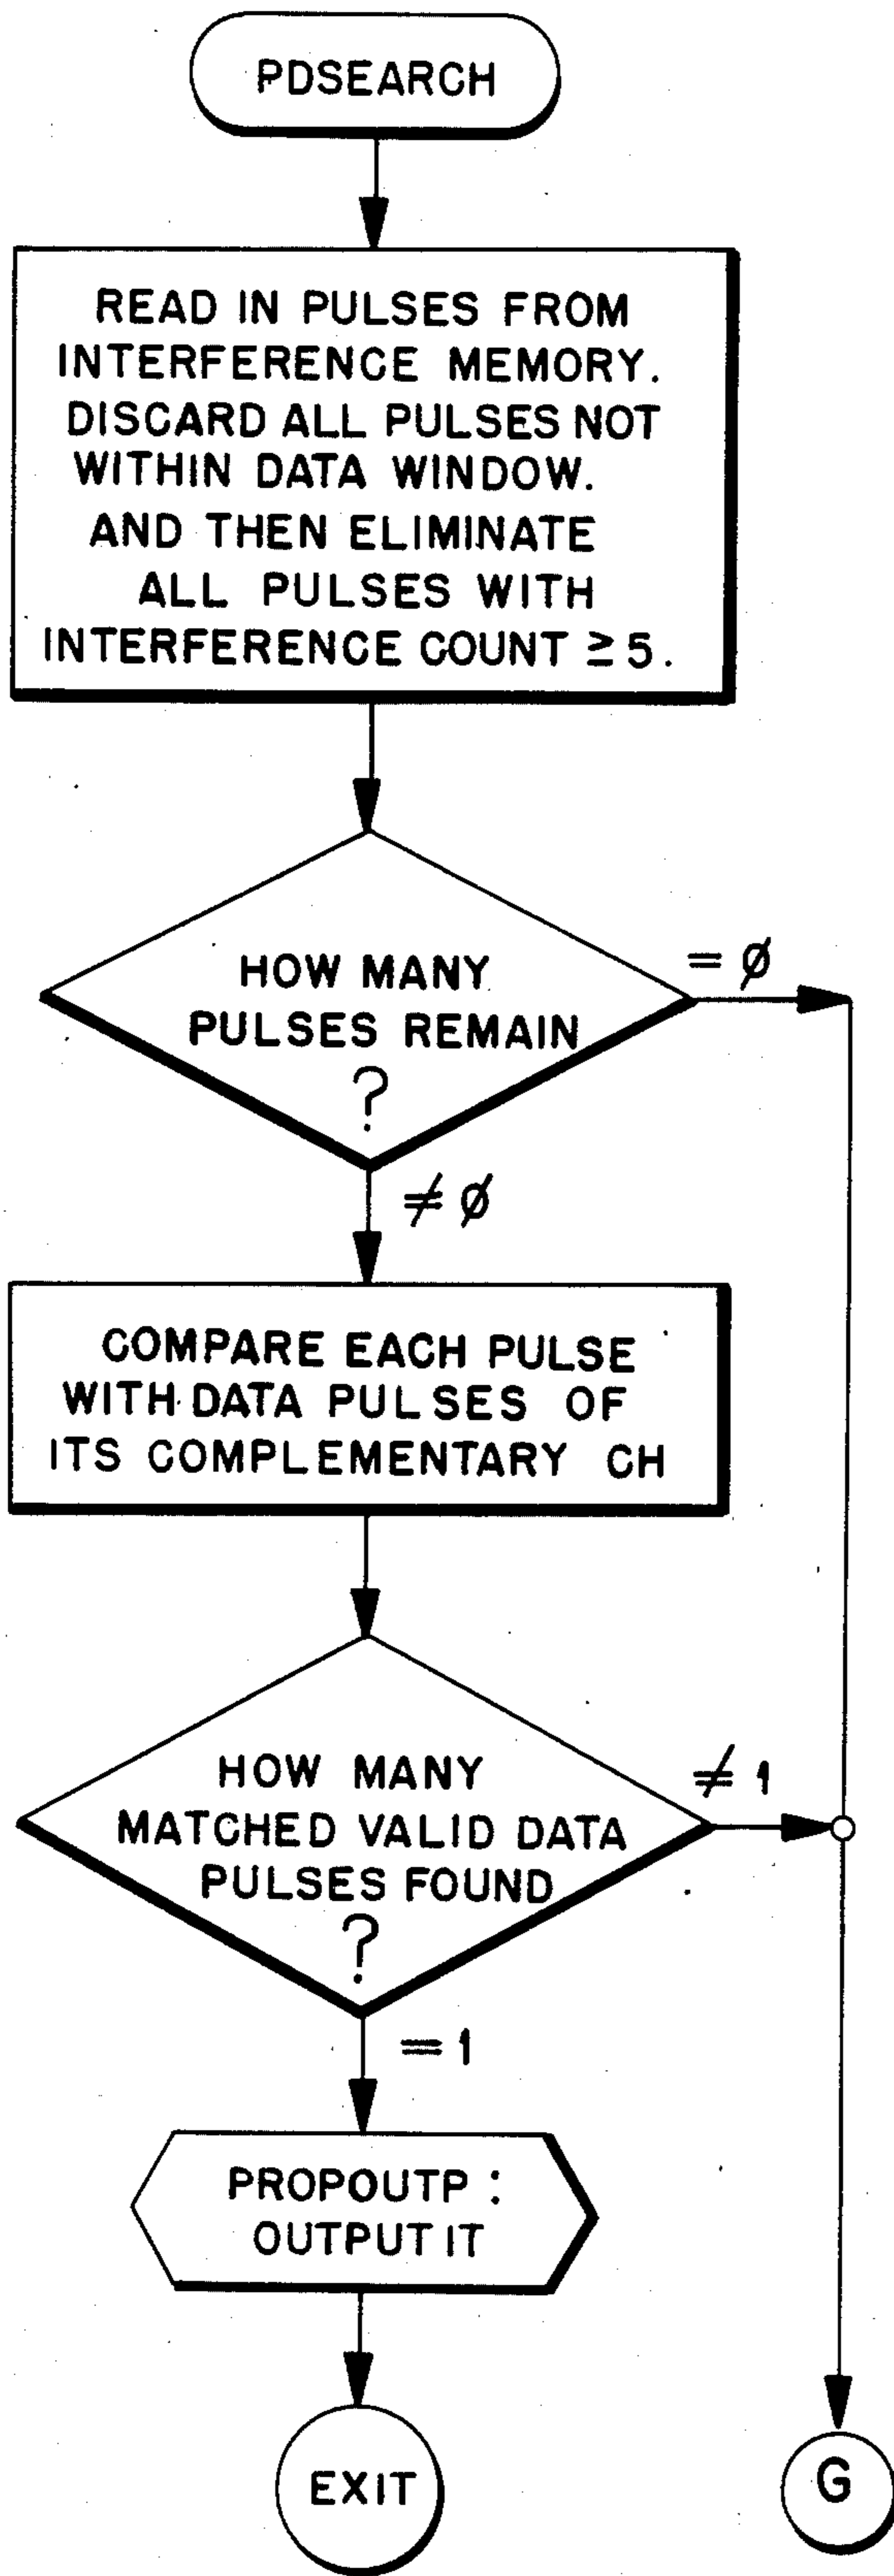 PDSEARCH
READ IN PULSES FROM
INTERFERENCE MEMORY.
DISCARD ALL PULSES NOT
WITHIN DATA WINDOW.
AND THEN ELIMINATE
ALL PULSES WITH
INTERFERENCE COUNT ≥ 5.
HOW MANY
PULSES REMAIN
?
= Ø
≠ Ø
COMPARE EACH PULSE
WITH DATA PULSES OF
ITS COMPLEMENTARY CH
HOW MANY
MATCHED VALID DATA
PULSES FOUND
?
≠ 1
= 1
PROPOUTP :
OUTPUT IT
EXIT
G